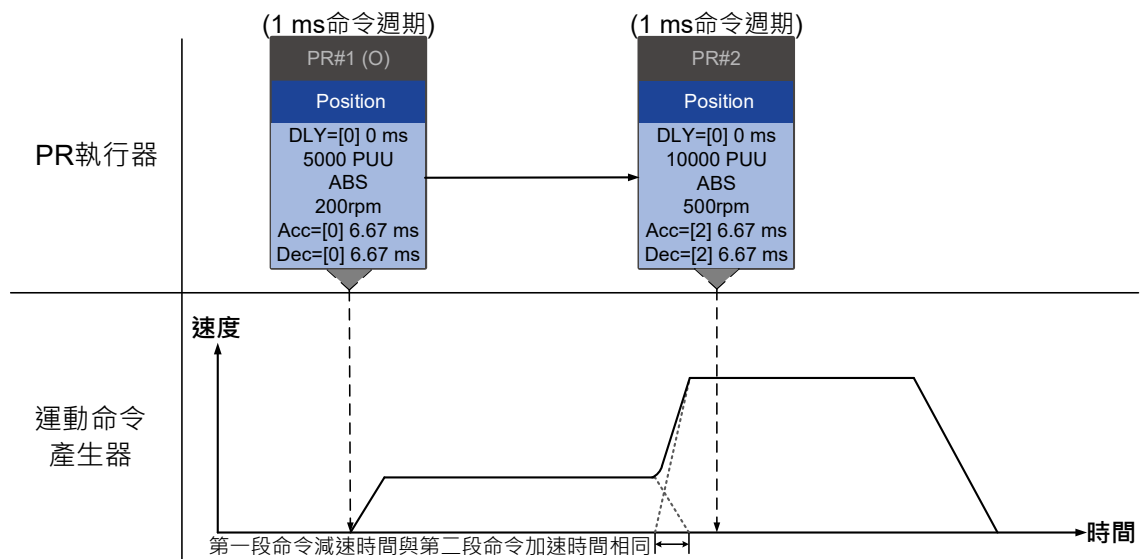 (1 ms命令週期)
(1 ms命令週期)
PR#1 (O)
PR#2
PR執行器
Position
DLY=[0] 0 ms
5000 PUU
ABS
200rpm
Acc=[0] 6.67 ms
Dec=[0] 6.67 ms
Position
DLY=[0] 0 ms
10000 PUU
ABS
500rpm
Acc=[2] 6.67 ms
Dec=[2] 6.67 ms
運動命令
產生器
速度
時間
第一段命令減速時間與第二段命令加速時間相同